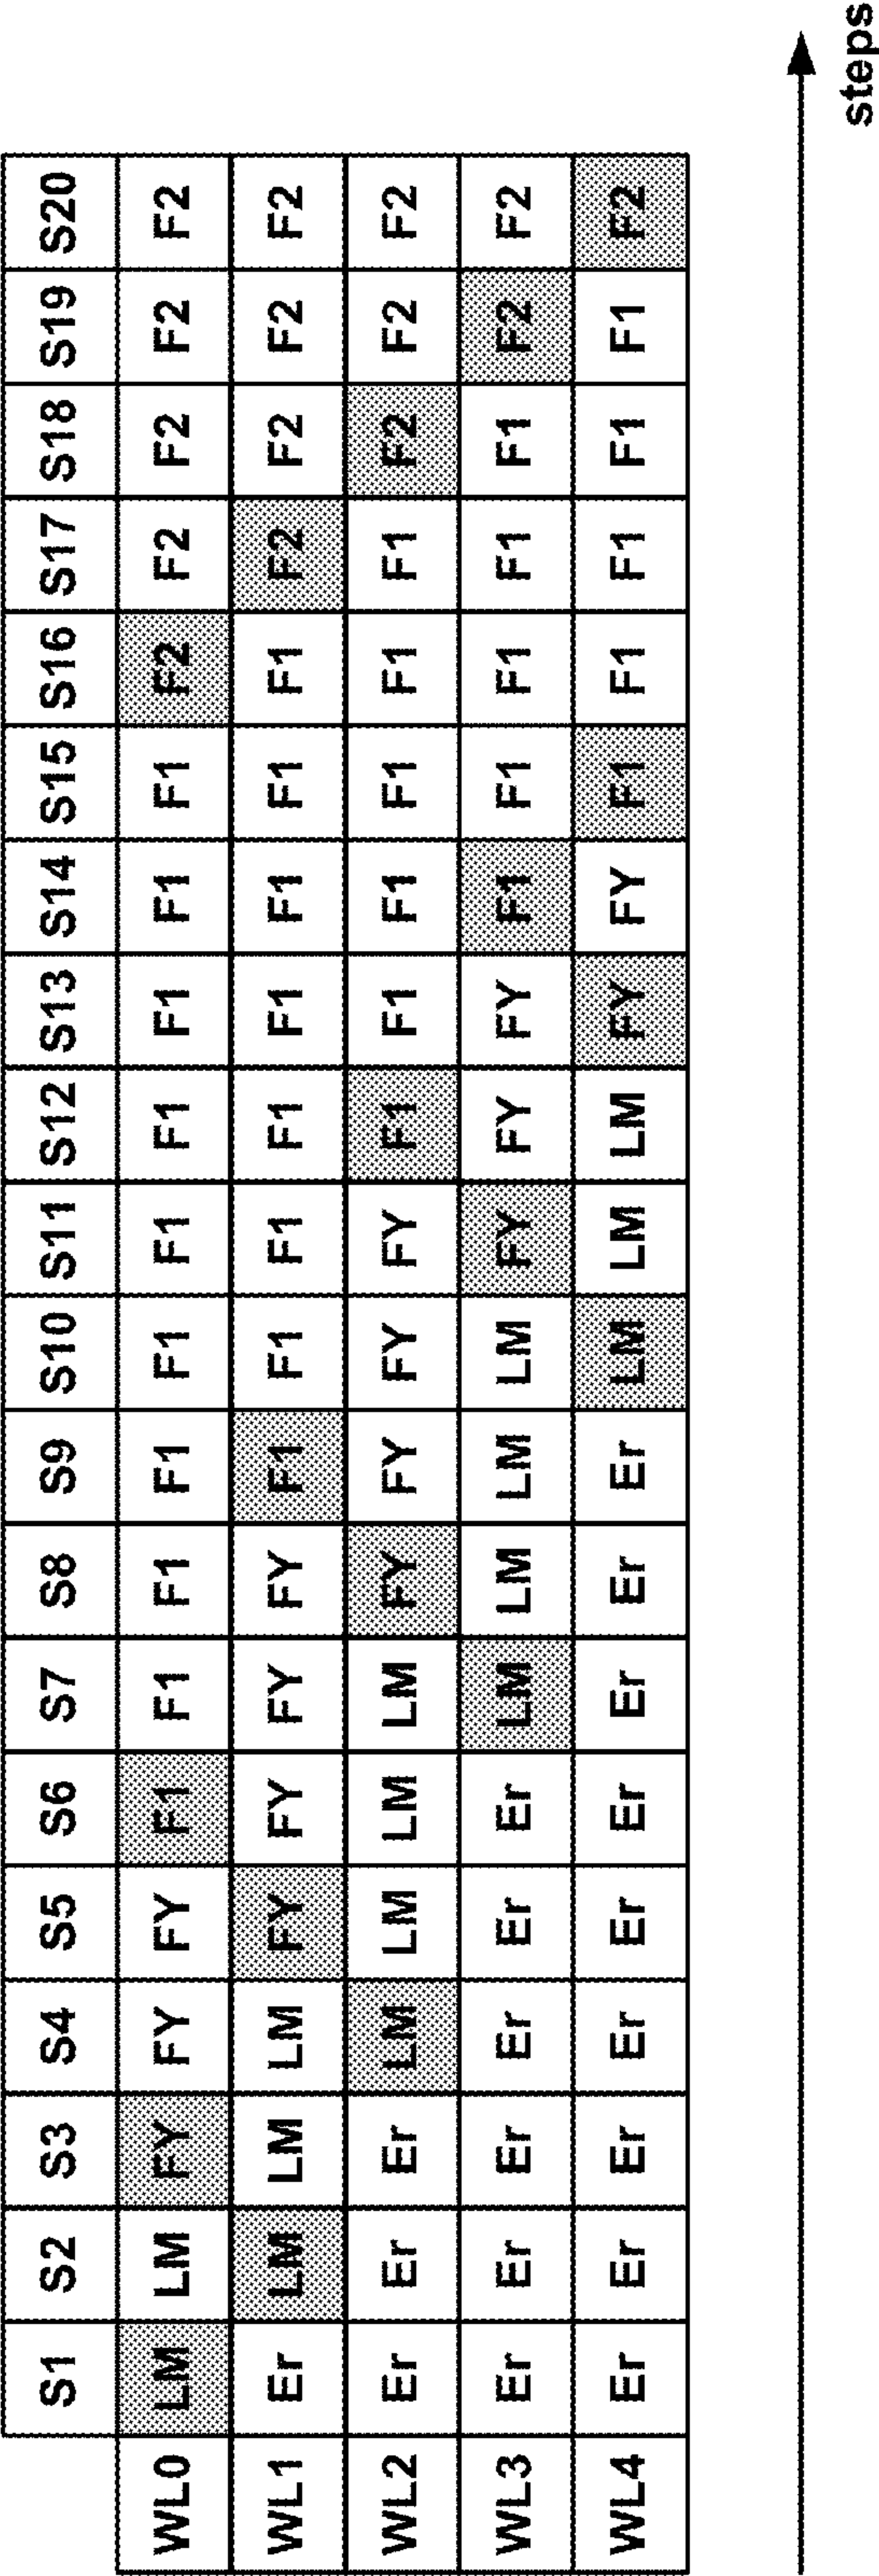 S1 S2 S3 S4 S5 S6 S7 S8 S9 S10 S11 S12 S13 S14 S15 S16 S17 S18 S19 S20
WL0 LM LM FY FY FY F1 F1 F1 F1 F1 F1 F1 F1 F1 F1 F2 F2 F2 F2 F2
WL1 Er LM LM LM FY FY FY FY F1 F1 F1 F1 F1 F1 F1 F1 F2 F2 F2 F2
WL2 Er Er Er LM LM LM LM FY FY FY FY F1 F1 F1 F1 F1 F1 F2 F2 F2
WL3 Er Er Er Er Er Er LM LM LM LM FY FY FY F1 F1 F1 F1 F1 F2 F2
WL4 Er Er Er Er Er Er Er Er Er LM LM LM FY FY F1 F1 F1 F1 F1 F2
steps